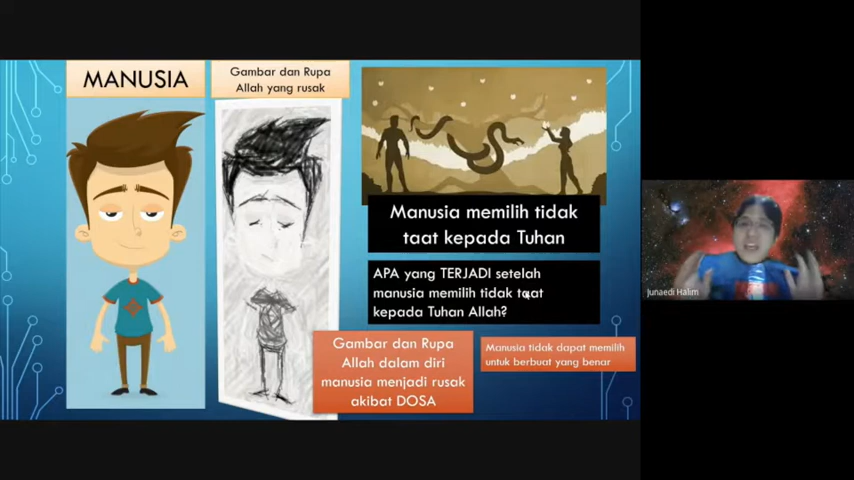 MANUSIA
Gambar dan Rupa
Allah yang rusak
Manusia memilih tidak
taat kepada Tuhan
APA yang TERJADI setelah
manusia memilih tidak taat
kepada Tuhan Allah?
Gambar dan Rupa
Allah dalam diri
manusia menjadi rusak
akibat DOSA
Manusia tidak dapat memilih
untuk berbuat yang benar
Junaedi Halim